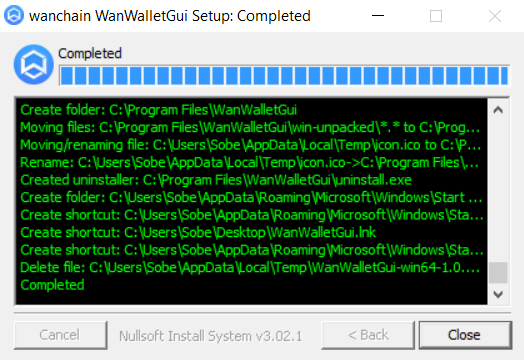 wanchain WanWalletGui Setup: Completed
Completed
Create folder: C:\Program Files\WanWalletGui
Moving files: C:\Program Files\WanWalletGui\win-unpacked\*.* to C:\Prog...
Moving/renaming file: C:\Users\Sobe\AppData\Local\Temp\icon.ico to C:\P...
Rename: C:\Users\Sobe\AppData\Local\Temp\icon.ico->C:\Program Files\...
Created uninstaller: C:\Program Files\WanWalletGui\uninstall.exe
Create folder: C:\Users\Sobe\AppData\Roaming\Microsoft\Windows\Start ...
Create shortcut: C:\Users\Sobe\AppData\Roaming\Microsoft\Windows\Sta...
Create shortcut: C:\Users\Sobe\Desktop\WanWalletGui.lnk
Create shortcut: C:\Users\Sobe\AppData\Roaming\Microsoft\Windows\Sta...
Delete file: C:\Users\Sobe\AppData\Local\Temp\WanWalletGui-win64-1.0....
Completed
Cancel Nullsoft Install System v3.02.1 < Back Close